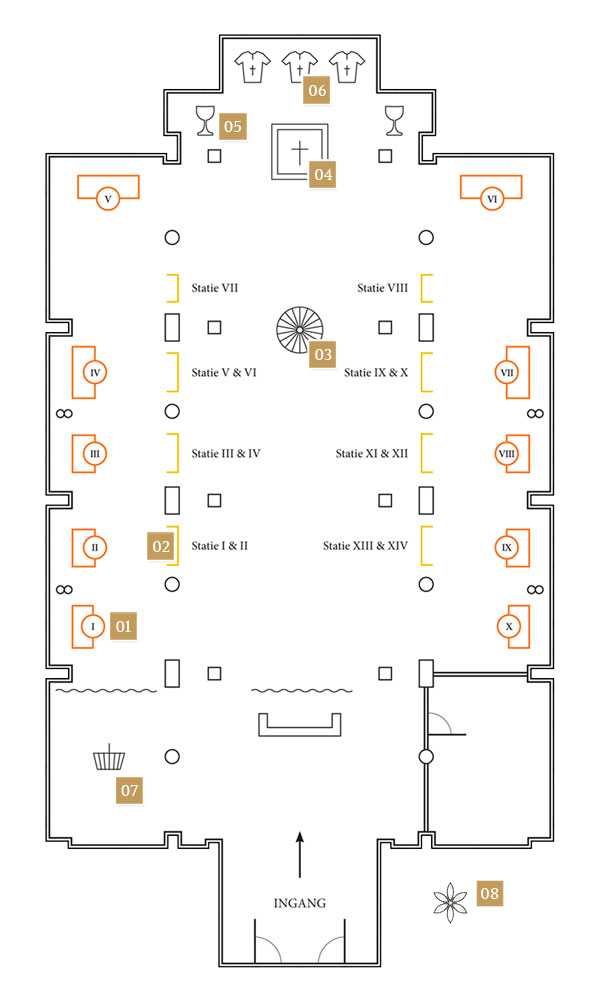 06
05
04
V
VI
Statie VII
Statie VIII
03
IV
Statie V & VI
Statie IX & X
VII
III
Statie III & IV
Statie XI & XII
VIII
II
02
Statie I & II
Statie XIII & XIV
IX
I
01
X
07
08
INGANG